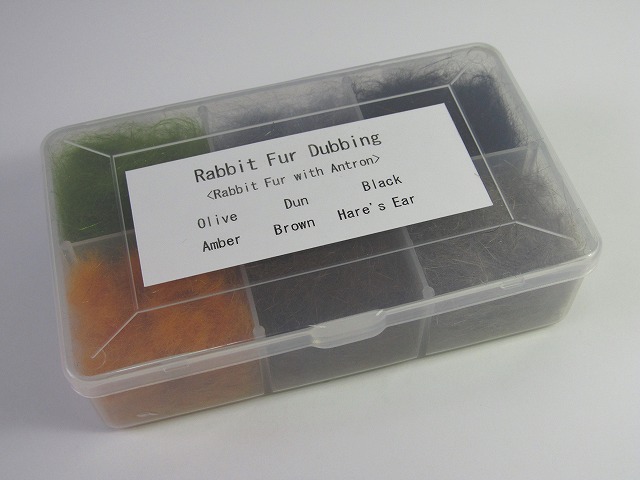 Rabbit Fur Dubbing
<Rabbit Fur with Antron>
Olive Dun Black
Amber Brown Hare's Ear